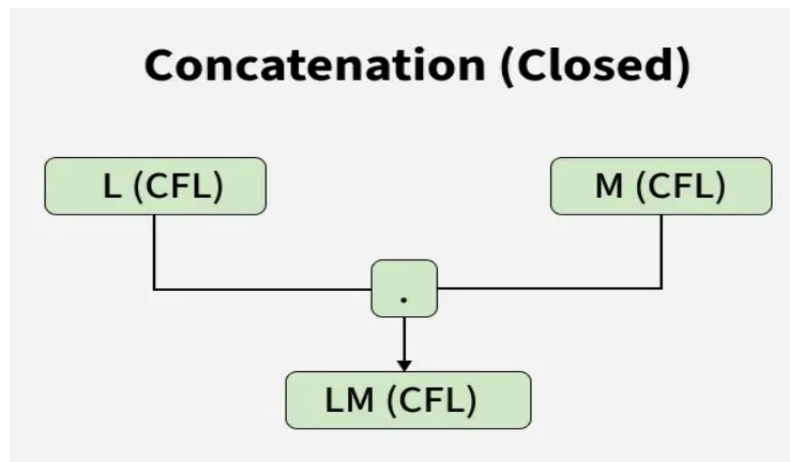 Concatenation (Closed)
L (CFL)
M (CFL)
.
LM (CFL)